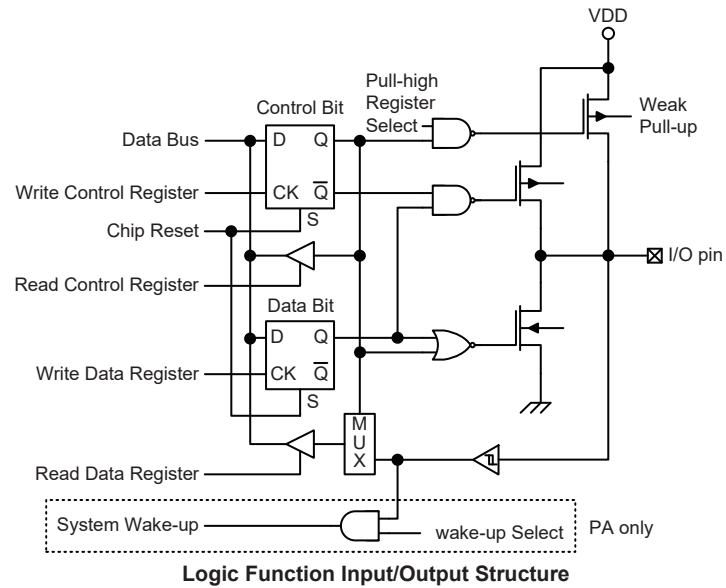 VDD
Pull-high
Register
Select
Weak
Pull-up
Control Bit
Data Bus
D
Q
Write Control Register
CK
Q̅
S
Chip Reset
I/O pin
Read Control Register
Data Bit
D
Q
Write Data Register
CK
Q̅
S
M
U
X
Read Data Register
System Wake-up
wake-up Select
PA only
Logic Function Input/Output Structure